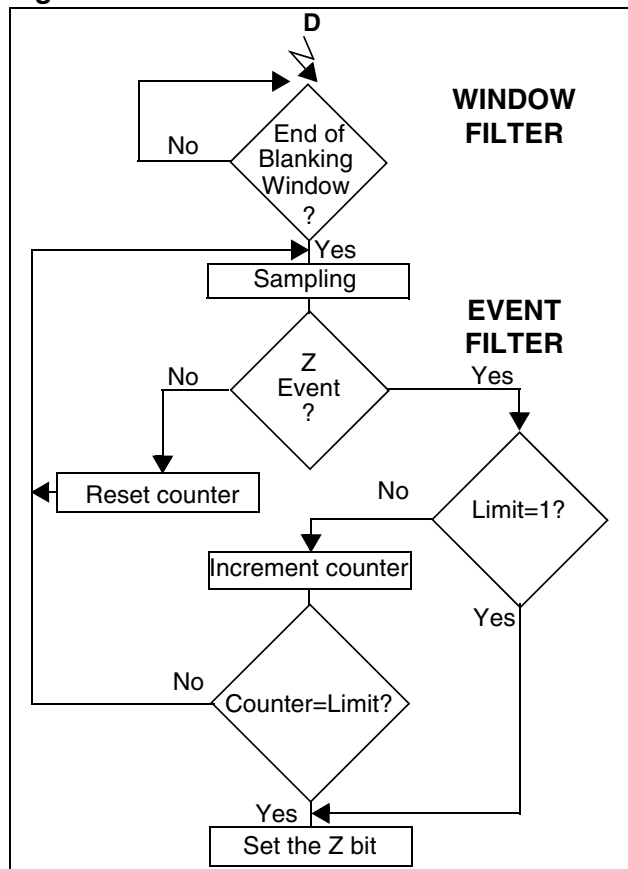 D
WINDOW
FILTER
End of
Blanking
Window
?
No
Yes
Sampling
EVENT
FILTER
Z
Event
?
No
Yes
Reset counter
No
Limit=1?
Increment counter
Yes
No
Counter=Limit?
Yes
Set the Z bit